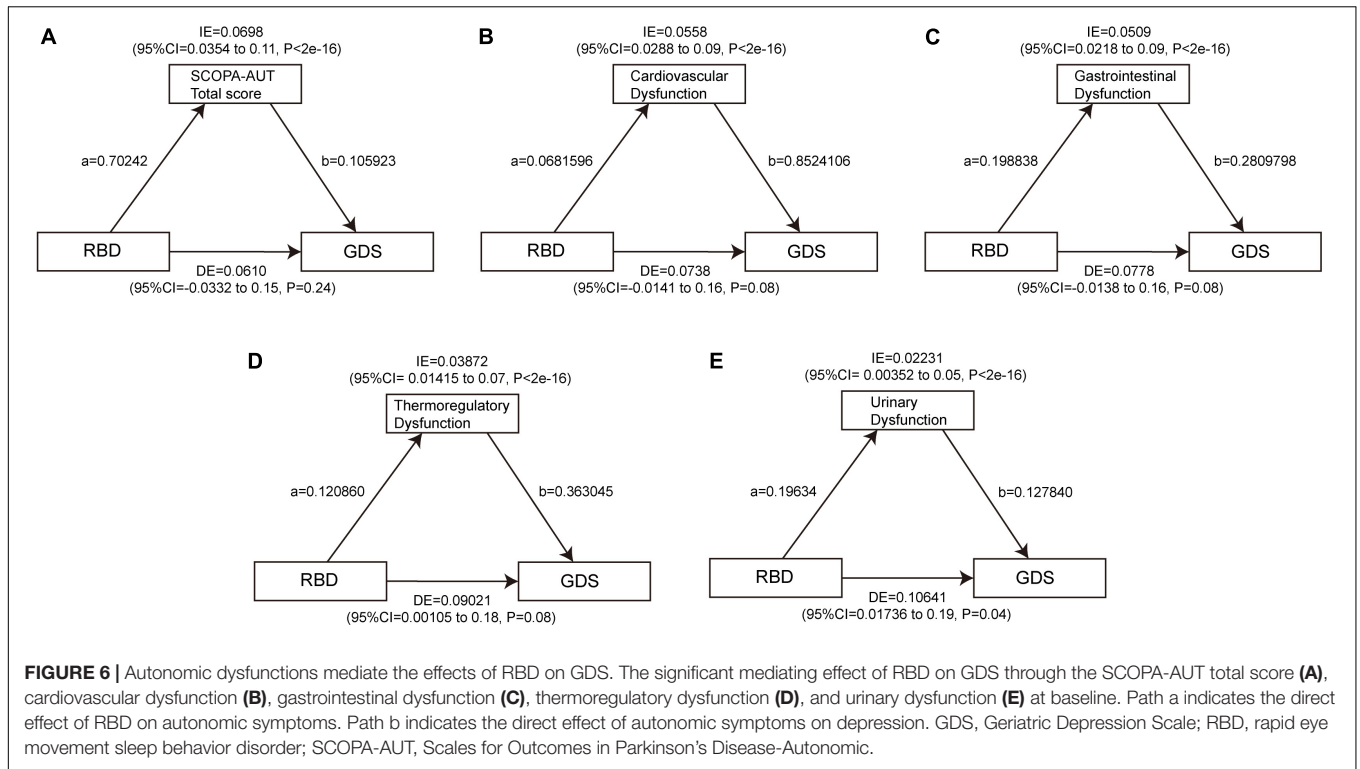 A
IE=0.0698
(95%CI=0.0354 to 0.11, P<2e-16)
SCOPA-AUT
Total score
a=0.70242
b=0.105923
RBD
GDS
DE=0.0610
(95%CI=-0.0332 to 0.15, P=0.24)
B
IE=0.0558
(95%CI=0.0288 to 0.09, P<2e-16)
Cardiovascular
Dysfunction
a=0.0681596
b=0.8524106
RBD
GDS
DE=0.0738
(95%CI=-0.0141 to 0.16, P=0.08)
C
IE=0.0509
(95%CI=0.0218 to 0.09, P<2e-16)
Gastrointestinal
Dysfunction
a=0.198838
b=0.2809798
RBD
GDS
DE=0.0778
(95%CI=-0.0138 to 0.16, P=0.08)
D
IE=0.03872
(95%CI= 0.01415 to 0.07, P<2e-16)
Thermoregulatory
Dysfunction
a=0.120860
b=0.363045
RBD
GDS
DE=0.09021
(95%CI=0.00105 to 0.18, P=0.08)
E
IE=0.02231
(95%CI= 0.00352 to 0.05, P<2e-16)
Urinary
Dysfunction
a=0.19634
b=0.127840
RBD
GDS
DE=0.10641
(95%CI=0.01736 to 0.19, P=0.04)
FIGURE 6 | Autonomic dysfunctions mediate the effects of RBD on GDS. The significant mediating effect of RBD on GDS through the SCOPA-AUT total score (A),
cardiovascular dysfunction (B), gastrointestinal dysfunction (C), thermoregulatory dysfunction (D), and urinary dysfunction (E) at baseline. Path a indicates the direct
effect of RBD on autonomic symptoms. Path b indicates the direct effect of autonomic symptoms on depression. GDS, Geriatric Depression Scale; RBD, rapid eye
movement sleep behavior disorder; SCOPA-AUT, Scales for Outcomes in Parkinson's Disease-Autonomic.